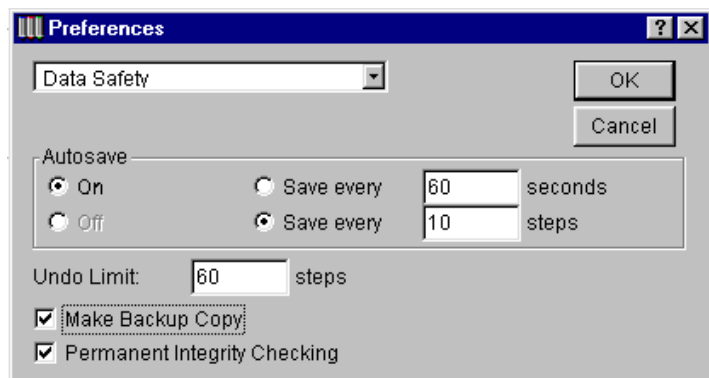 Preferences
Data Safety
OK
Cancel
Autosave
On Save every 60 seconds
Off Save every 10 steps
Undo Limit: 60 steps
Make Backup Copy
Permanent Integrity Checking